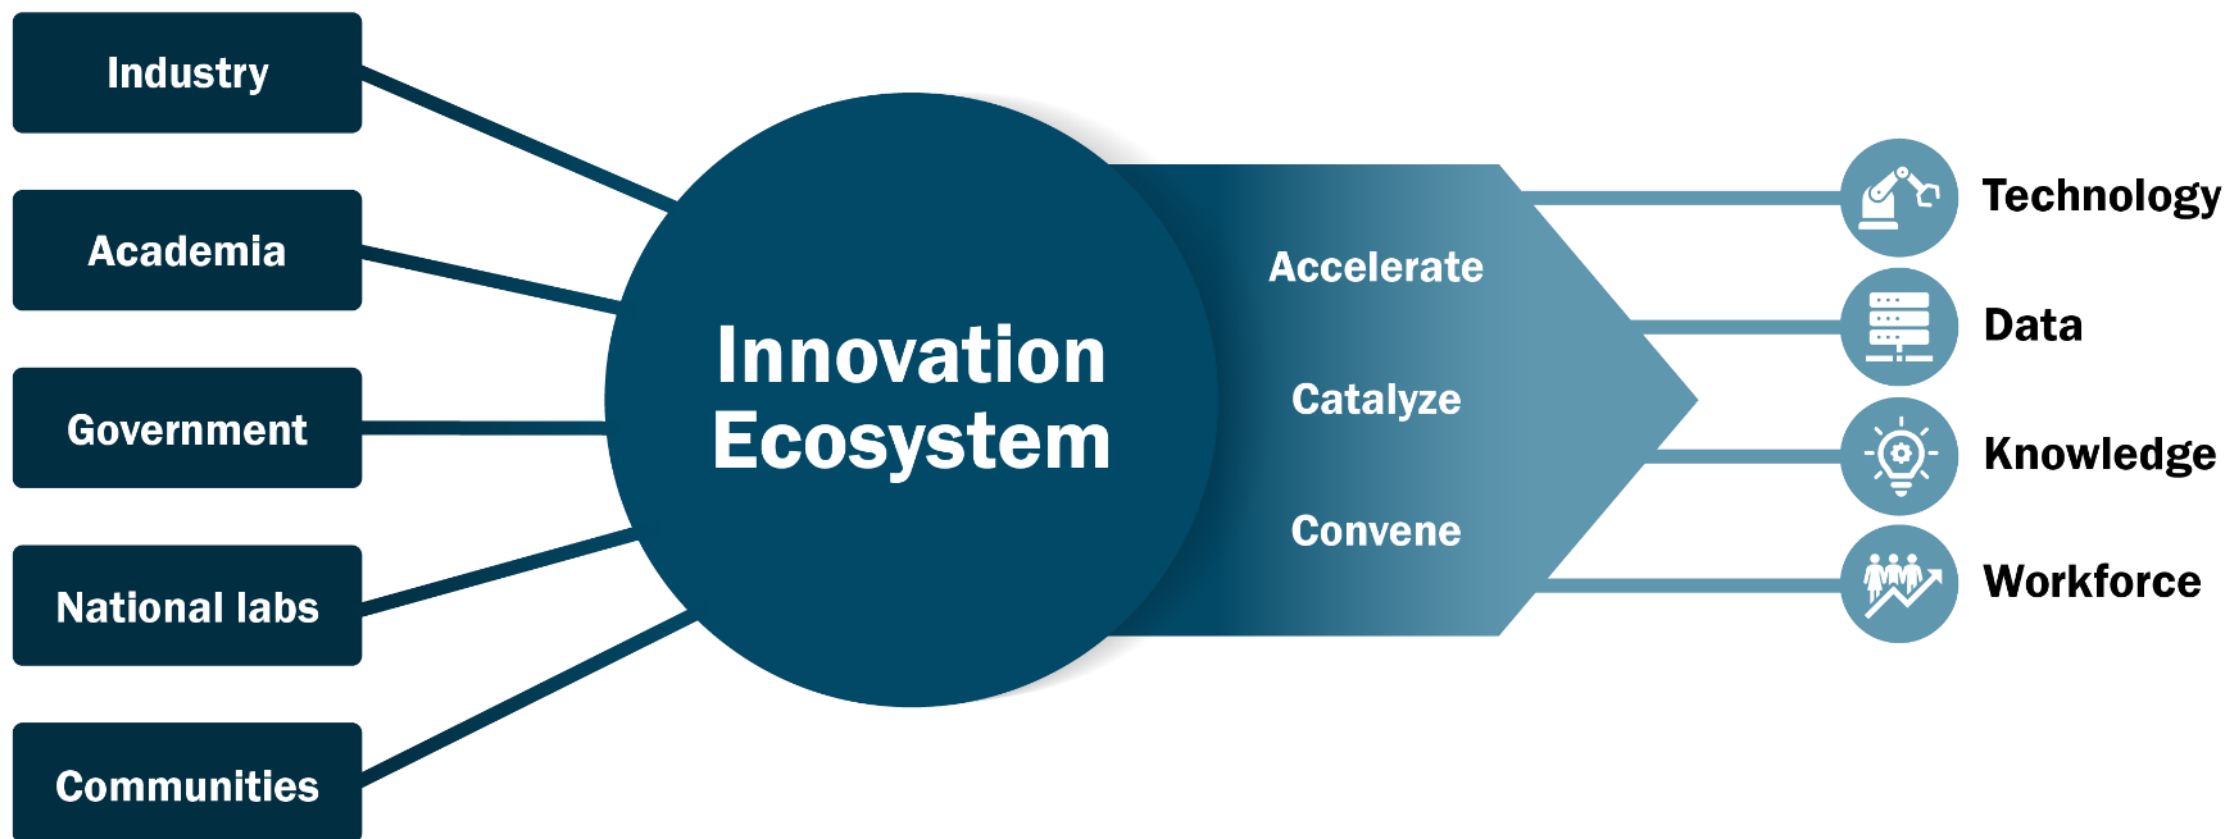 Industry
Academia
Government
National labs
Communities
Innovation
Ecosystem
Accelerate
Catalyze
Convene
Technology
Data
Knowledge
Workforce